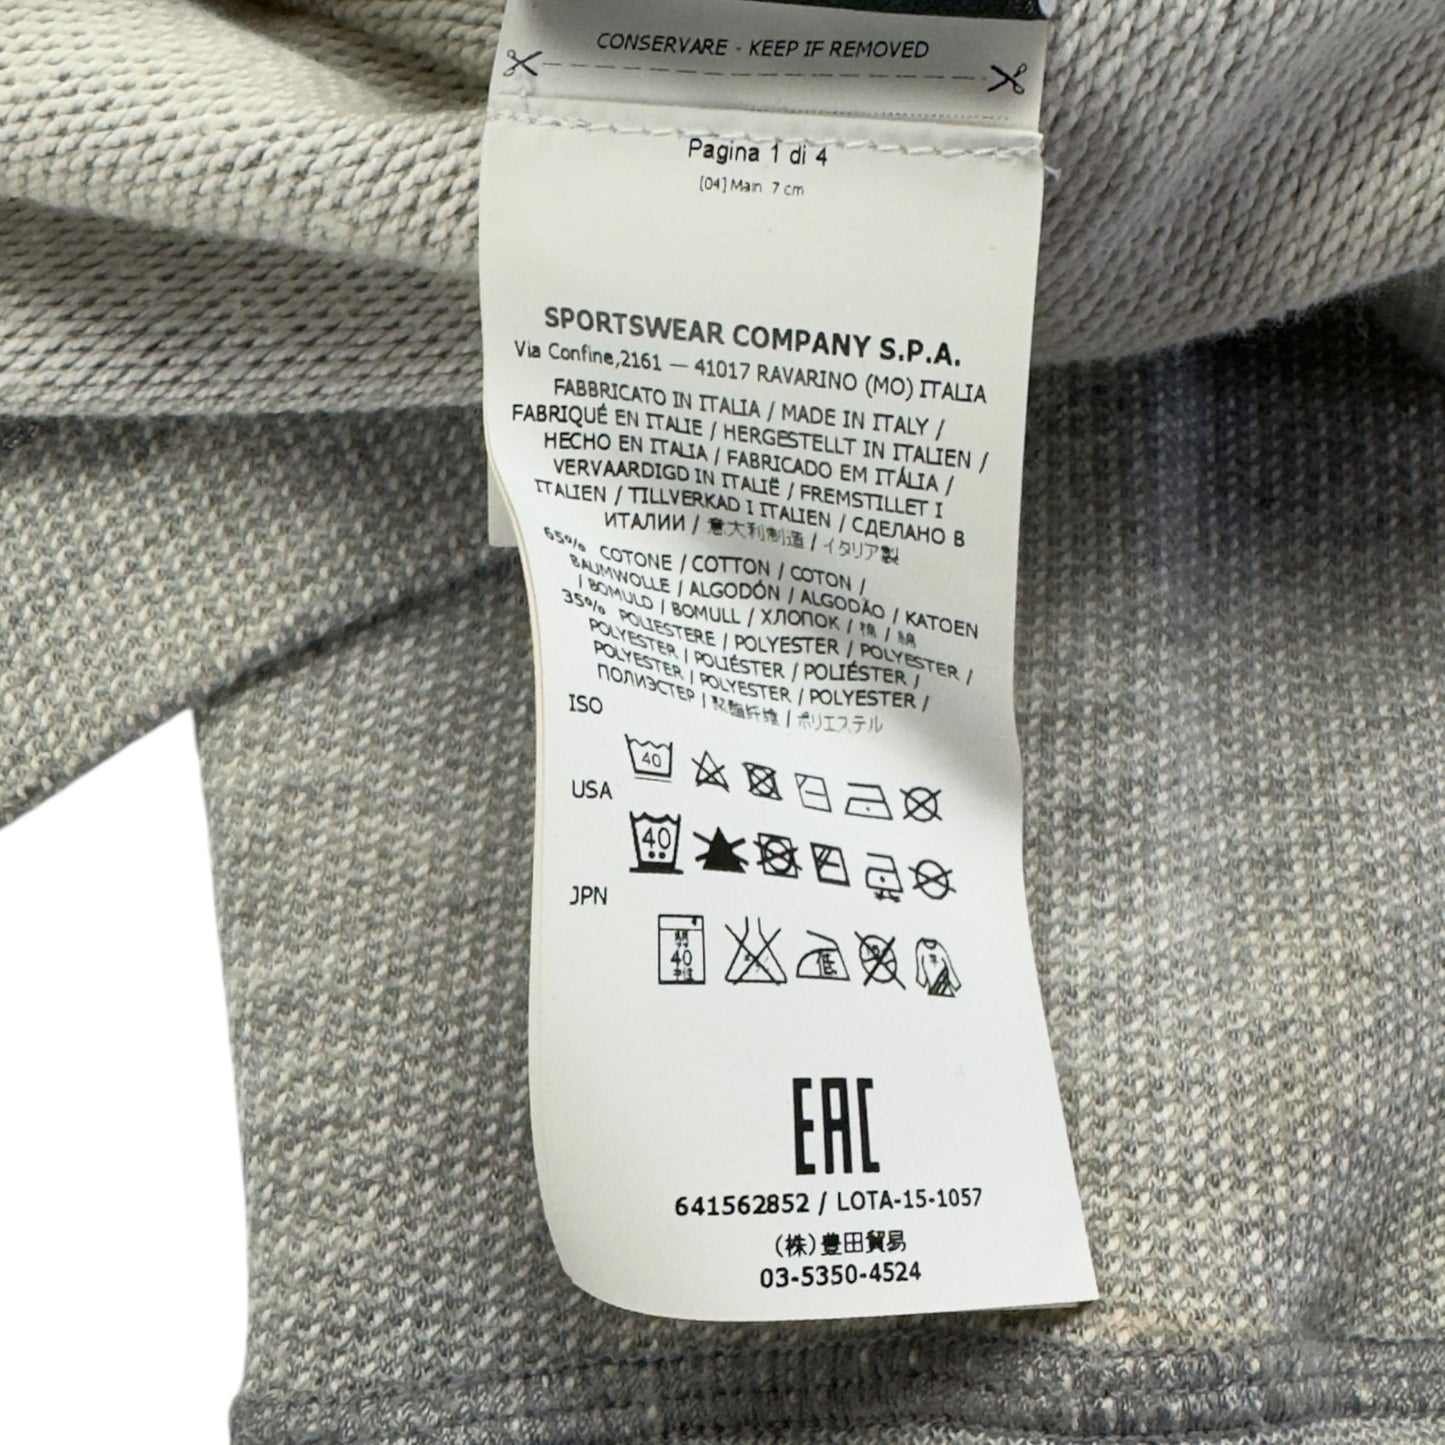 CONSERVARE - KEEP IF REMOVED
Pagina 1 di 4
[04] Main 7 cm
SPORTSWEAR COMPANY S.P.A.
Via Confine,2161 — 41017 RAVARINO (MO) ITALIA
FABBRICATO IN ITALIA / MADE IN ITALY /
FABRIQUÉ EN ITALIE / HERGESTELLT IN ITALIEN /
HECHO EN ITALIA / FABRICADO EM ITÁLIA /
VERVAARDIGD IN ITALIË / FREMSTILLET I
ITALIEN / TILLVERKAD I ITALIEN / СДЕЛАНО В
ИТАЛИИ / 意大利制造 / イタリア製
65% COTONE / COTTON / COTON /
BAUMWOLLE / ALGODÓN / ALGODÃO / KATOEN
/ BOMULD / BOMULL / ХЛОПОК / 棉 / 綿
35% POLIESTERE / POLYESTER / POLYESTER /
POLYESTER / POLIÉSTER / POLIÉSTER /
POLYESTER / POLYESTER / POLYESTER /
ПОЛИЭСТЕР / 聚酯纤维 / ポリエステル
ISO
40
USA
40
JPN
弱
40
中性
低
EAC
641562852 / LOTA-15-1057
(株)豊田貿易
03-5350-4524